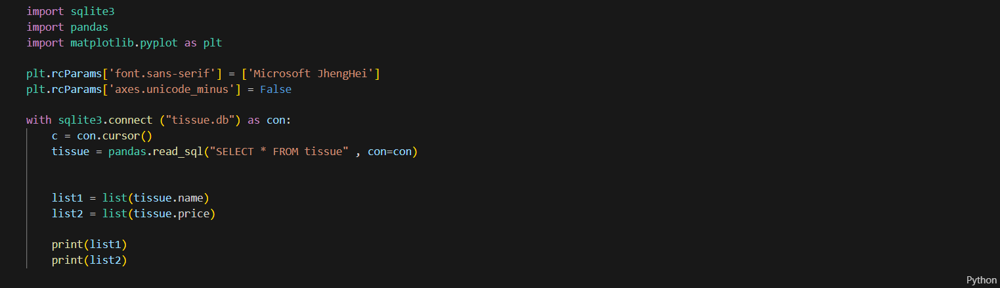 import sqlite3
import pandas
import matplotlib.pyplot as plt
plt.rcParams['font.sans-serif'] = ['Microsoft JhengHei']
plt.rcParams['axes.unicode_minus'] = False
with sqlite3.connect ("tissue.db") as con:
    c = con.cursor()
    tissue = pandas.read_sql("SELECT * FROM tissue" , con=con)
    list1 = list(tissue.name)
    list2 = list(tissue.price)
    print(list1)
    print(list2)
Python